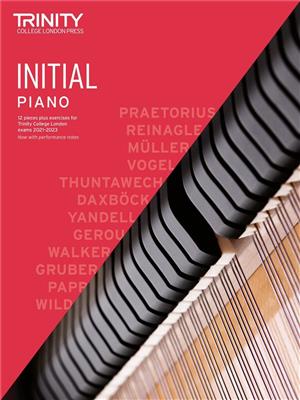 TRINITY
COLLEGE LONDON PRESS
INITIAL
PIANO
12 pieces plus exercises for
Trinity College London
exams 2021-2023
Now with performance notes
PRAETORIUS
REINAGLE
MÜLLER
VOGEL
THUNTAWECH
DAXBÖCK
YANDELL
GEROU
WALKER
GRUBER
PAPP
WILD